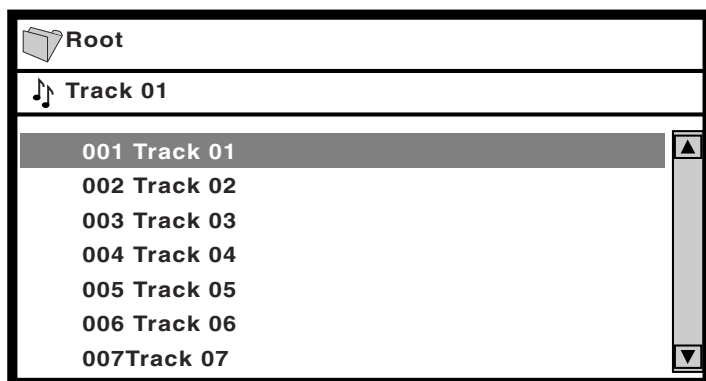 Root
Track 01
001 Track 01
002 Track 02
003 Track 03
004 Track 04
005 Track 05
006 Track 06
007Track 07